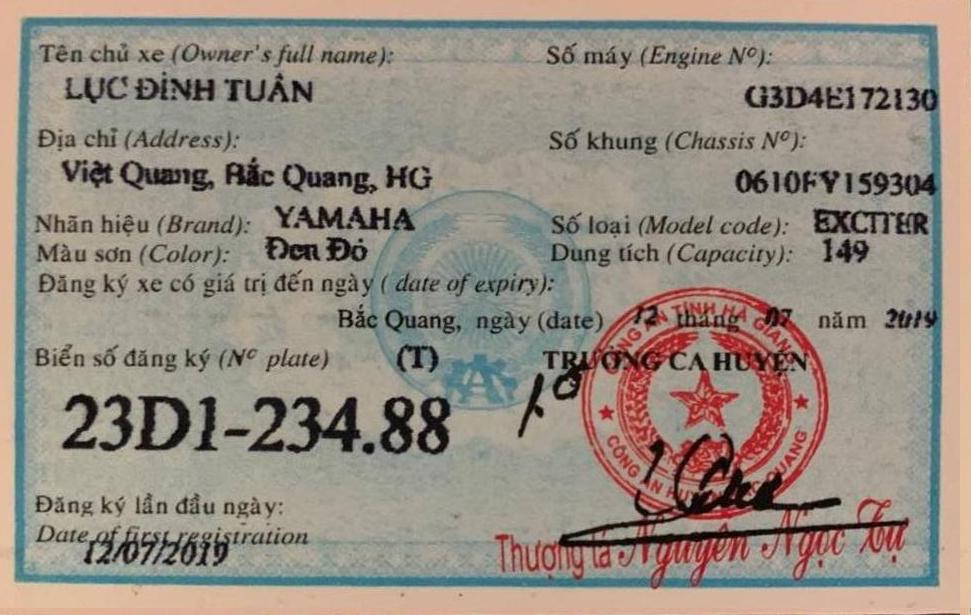 Tên chủ xe (Owner's full name):
LỤC ĐÌNH TUÂN
Số máy (Engine Nº):
G3D4E172130
Địa chỉ (Address):
Việt Quang, Bắc Quang, HG
Số khung (Chassis Nº):
0610FY159304
Nhãn hiệu (Brand): YAMAHA
Số loại (Model code): EXCITER
Màu sơn (Color): Đen Đỏ
Dung tích (Capacity): 149
Đăng ký xe có giá trị đến ngày ( date of expiry):
Bắc Quang, ngày (date) 12 tháng 07 năm 2019
Biển số đăng ký (Nº plate) (T)
TRƯỞNG CA HUYỆN
23D1-234.88
CÔNG AN TỈNH HÀ GIANG
CÔNG AN HUYỆN BẮC QUANG
Đăng ký lần đầu ngày:
Date of first registration
12/07/2019
Thượng tá Nguyễn Ngọc Tụ